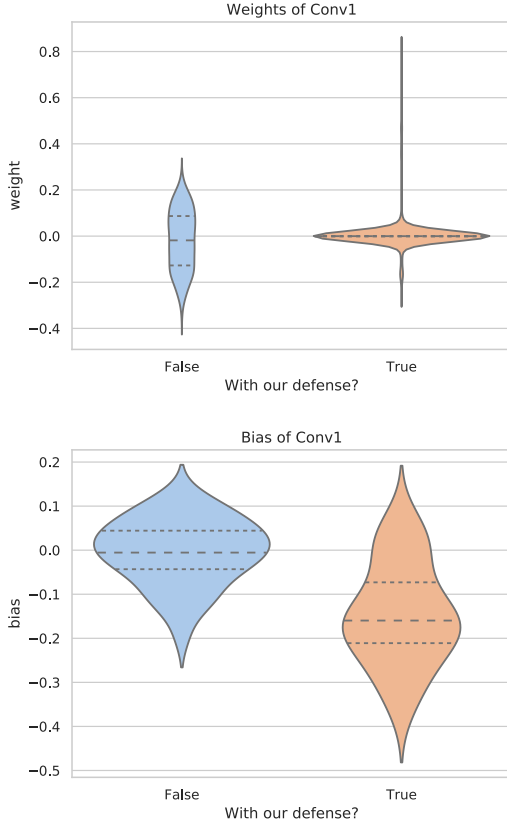 Weights of Conv1
0.8
0.6
0.4
0.2
0.0
−0.2
−0.4
weight
False
True
With our defense?
Bias of Conv1
0.2
0.1
0.0
−0.1
−0.2
−0.3
−0.4
−0.5
bias
False
True
With our defense?